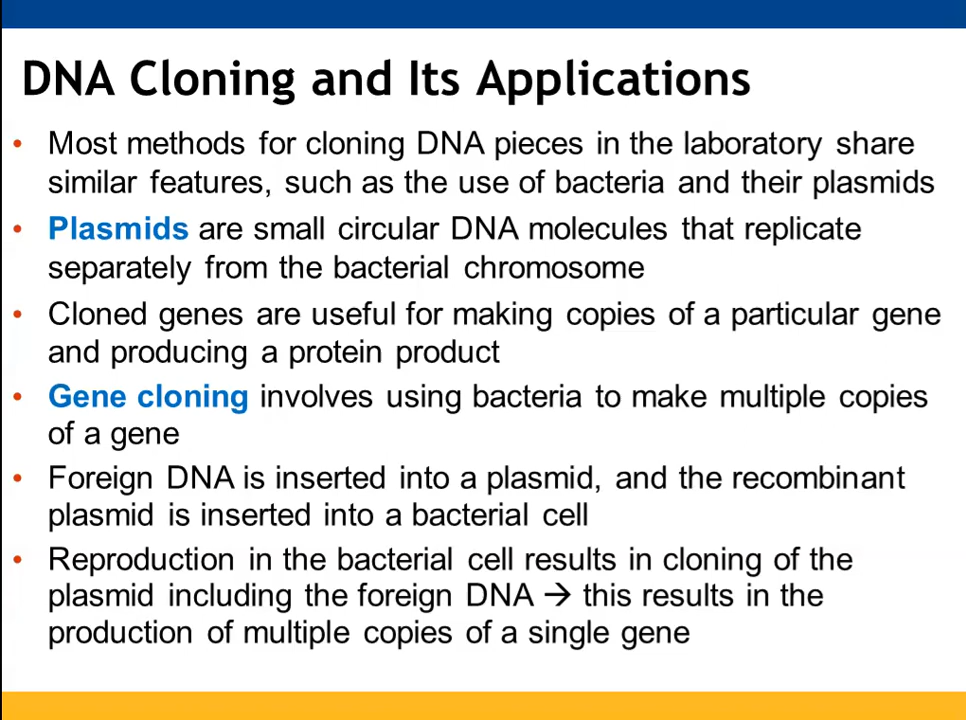 DNA Cloning and Its Applications
• Most methods for cloning DNA pieces in the laboratory share
similar features, such as the use of bacteria and their plasmids
• Plasmids are small circular DNA molecules that replicate
separately from the bacterial chromosome
• Cloned genes are useful for making copies of a particular gene
and producing a protein product
• Gene cloning involves using bacteria to make multiple copies
of a gene
• Foreign DNA is inserted into a plasmid, and the recombinant
plasmid is inserted into a bacterial cell
• Reproduction in the bacterial cell results in cloning of the
plasmid including the foreign DNA → this results in the
production of multiple copies of a single gene